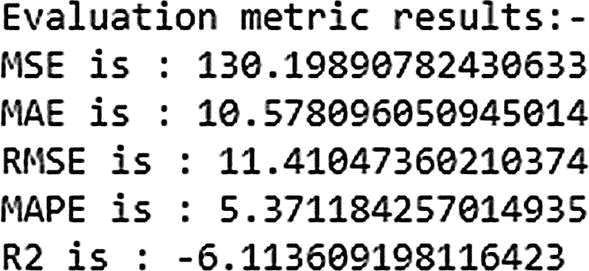 Evaluation metric results:-
MSE is : 130.19890782430633
MAE is : 10.578096050945014
RMSE is : 11.41047360210374
MAPE is : 5.371184257014935
R2 is : -6.113609198116423